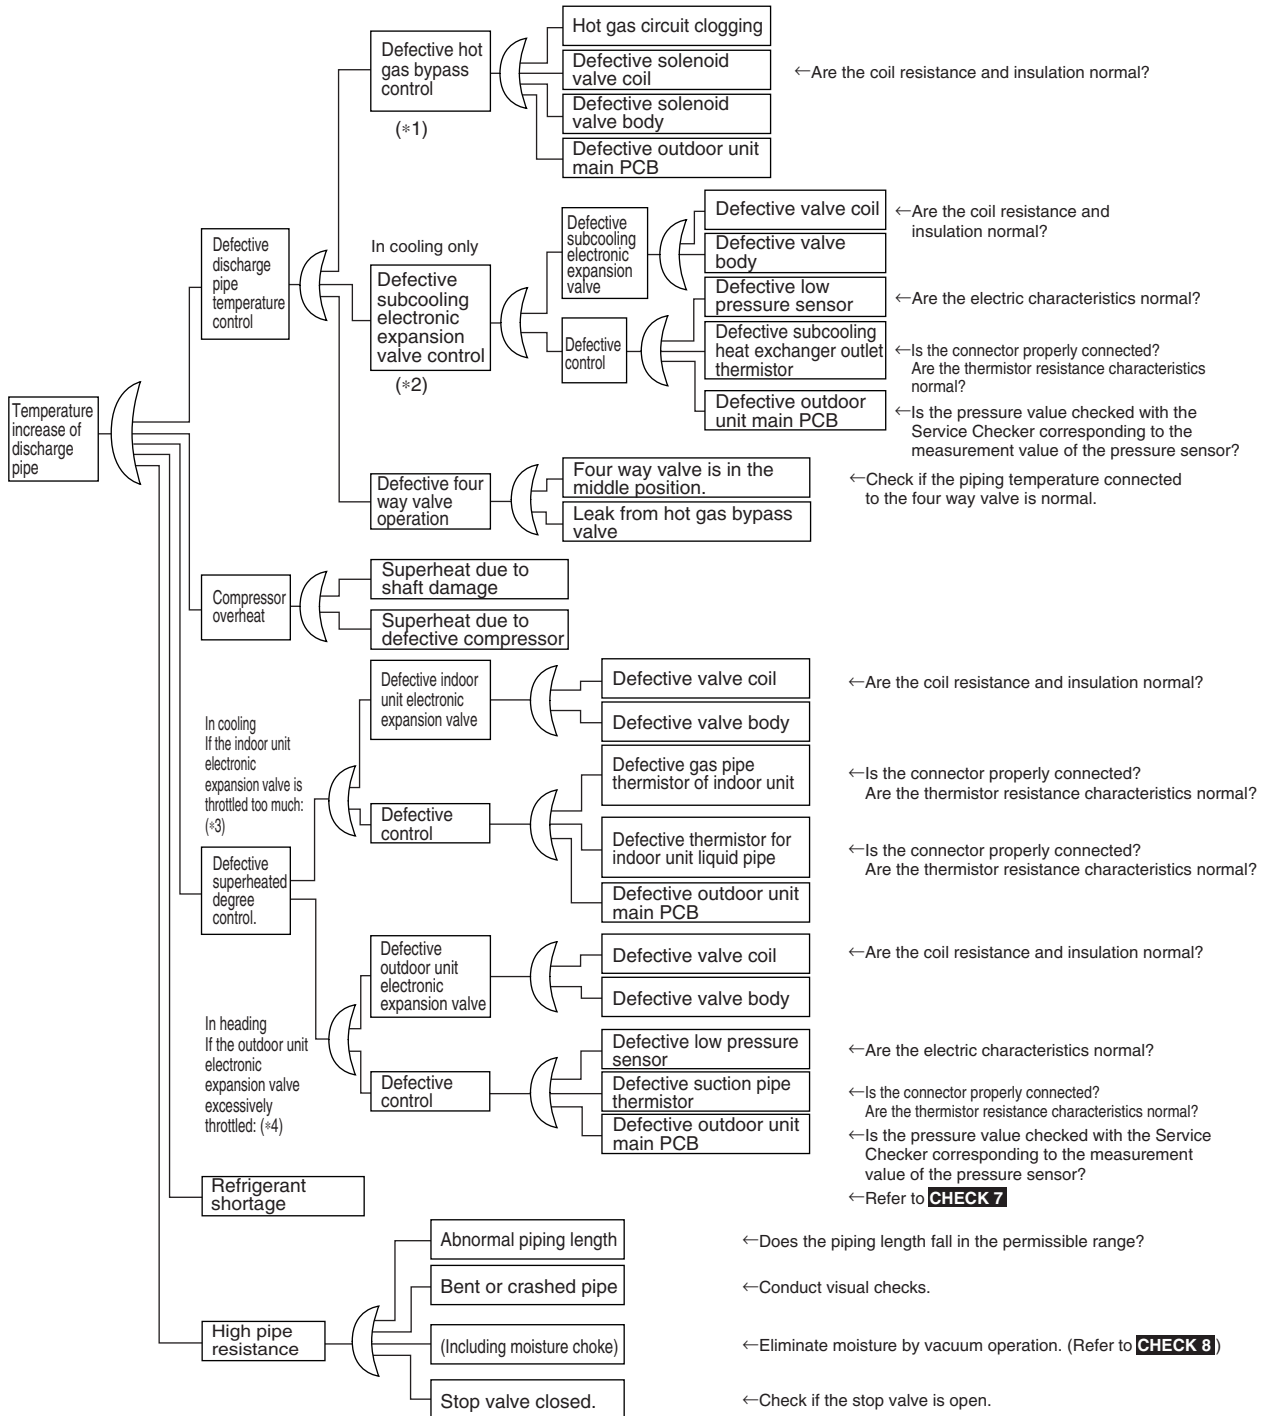 Temperature
increase of
discharge
pipe
Defective
discharge
pipe
temperature
control
Defective hot
gas bypass
control
(*1)
Hot gas circuit clogging
Defective solenoid
valve coil
←Are the coil resistance and insulation normal?
Defective solenoid
valve body
Defective outdoor unit
main PCB
In cooling only
Defective
subcooling
electronic
expansion
valve control
(*2)
Defective
subcooling
electronic
expansion
valve
Defective valve coil
←Are the coil resistance and
insulation normal?
Defective valve
body
Defective
control
Defective low
pressure sensor
←Are the electric characteristics normal?
Defective subcooling
heat exchanger outlet
thermistor
←Is the connector properly connected?
Are the thermistor resistance characteristics
normal?
Defective outdoor
unit main PCB
←Is the pressure value checked with the
Service Checker corresponding to the
measurement value of the pressure sensor?
Defective four
way valve
operation
Four way valve is in the
middle position.
←Check if the piping temperature connected
to the four way valve is normal.
Leak from hot gas bypass
valve
Compressor
overheat
Superheat due to
shaft damage
Superheat due to
defective compressor
Defective
superheated
degree
control.
In cooling
If the indoor unit
electronic
expansion valve is
throttled too much:
(*3)
Defective indoor
unit electronic
expansion valve
Defective valve coil
←Are the coil resistance and insulation normal?
Defective valve body
Defective
control
Defective gas pipe
thermistor of indoor unit
←Is the connector properly connected?
Are the thermistor resistance characteristics normal?
Defective thermistor for
indoor unit liquid pipe
←Is the connector properly connected?
Are the thermistor resistance characteristics normal?
Defective outdoor unit
main PCB
In heading
If the outdoor unit
electronic
expansion valve
excessively
throttled: (*4)
Defective
outdoor unit
electronic
expansion valve
Defective valve coil
←Are the coil resistance and insulation normal?
Defective valve body
Defective
control
Defective low pressure
sensor
←Are the electric characteristics normal?
Defective suction pipe
thermistor
←Is the connector properly connected?
Are the thermistor resistance characteristics normal?
Defective outdoor unit
main PCB
←Is the pressure value checked with the Service
Checker corresponding to the measurement
value of the pressure sensor?
Refrigerant
shortage
←Refer to CHECK 7
High pipe
resistance
Abnormal piping length
←Does the piping length fall in the permissible range?
Bent or crashed pipe
←Conduct visual checks.
(Including moisture choke)
←Eliminate moisture by vacuum operation. (Refer to CHECK 8)
Stop valve closed.
←Check if the stop valve is open.